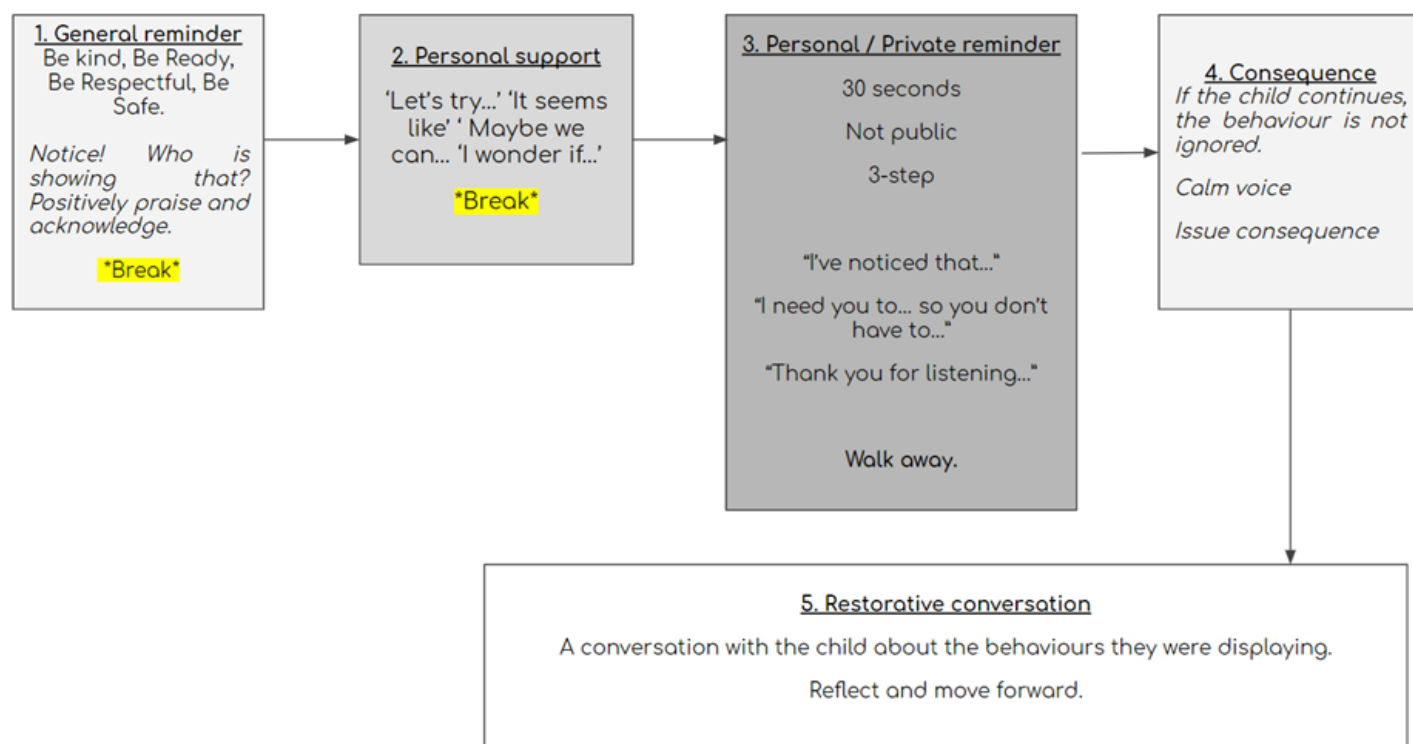 1. General reminder
Be kind, Be Ready,
Be Respectful, Be
Safe.
Notice! Who is
showing that?
Positively praise and
acknowledge.
*Break*
2. Personal support
‘Let’s try…’ ‘It seems
like’ ‘ Maybe we
can… ‘I wonder if…’
*Break*
3. Personal / Private reminder
30 seconds
Not public
3-step
“I’ve noticed that…”
“I need you to… so you don’t
have to…”
“Thank you for listening…”
Walk away.
4. Consequence
If the child continues,
the behaviour is not
ignored.
Calm voice
Issue consequence
5. Restorative conversation
A conversation with the child about the behaviours they were displaying.
Reflect and move forward.